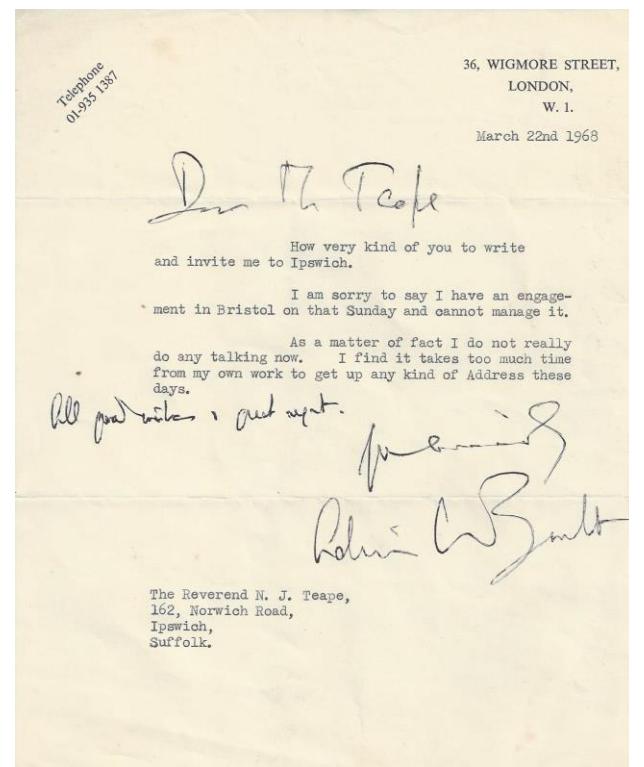 Telephone
01-935 1387
36, WIGMORE STREET,
LONDON,
W. 1.
March 22nd 1968
Dear Mr Teape
How very kind of you to write
and invite me to Ipswich.
I am sorry to say I have an engage-
ment in Bristol on that Sunday and cannot manage it.
As a matter of fact I do not really
do any talking now. I find it takes too much time
from my own work to get up any kind of Address these
days.
All good wishes & great regret.
Yours sincerely
Adrian C Boult
The Reverend N. J. Teape,
162, Norwich Road,
Ipswich,
Suffolk.